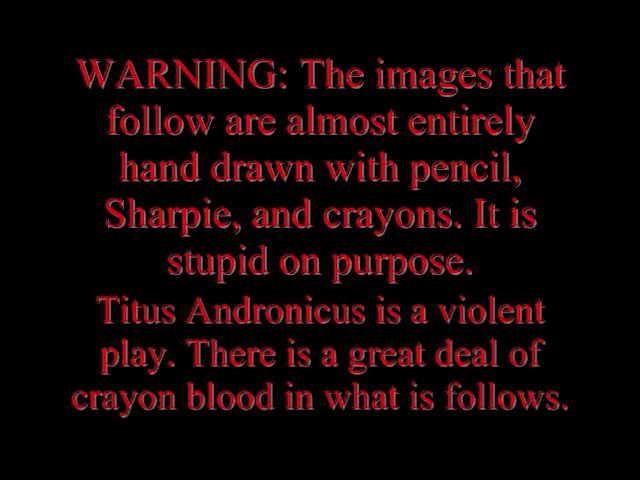 WARNING: The images that
follow are almost entirely
hand drawn with pencil,
Sharpie, and crayons. It is
stupid on purpose.
Titus Andronicus is a violent
play. There is a great deal of
crayon blood in what is follows.